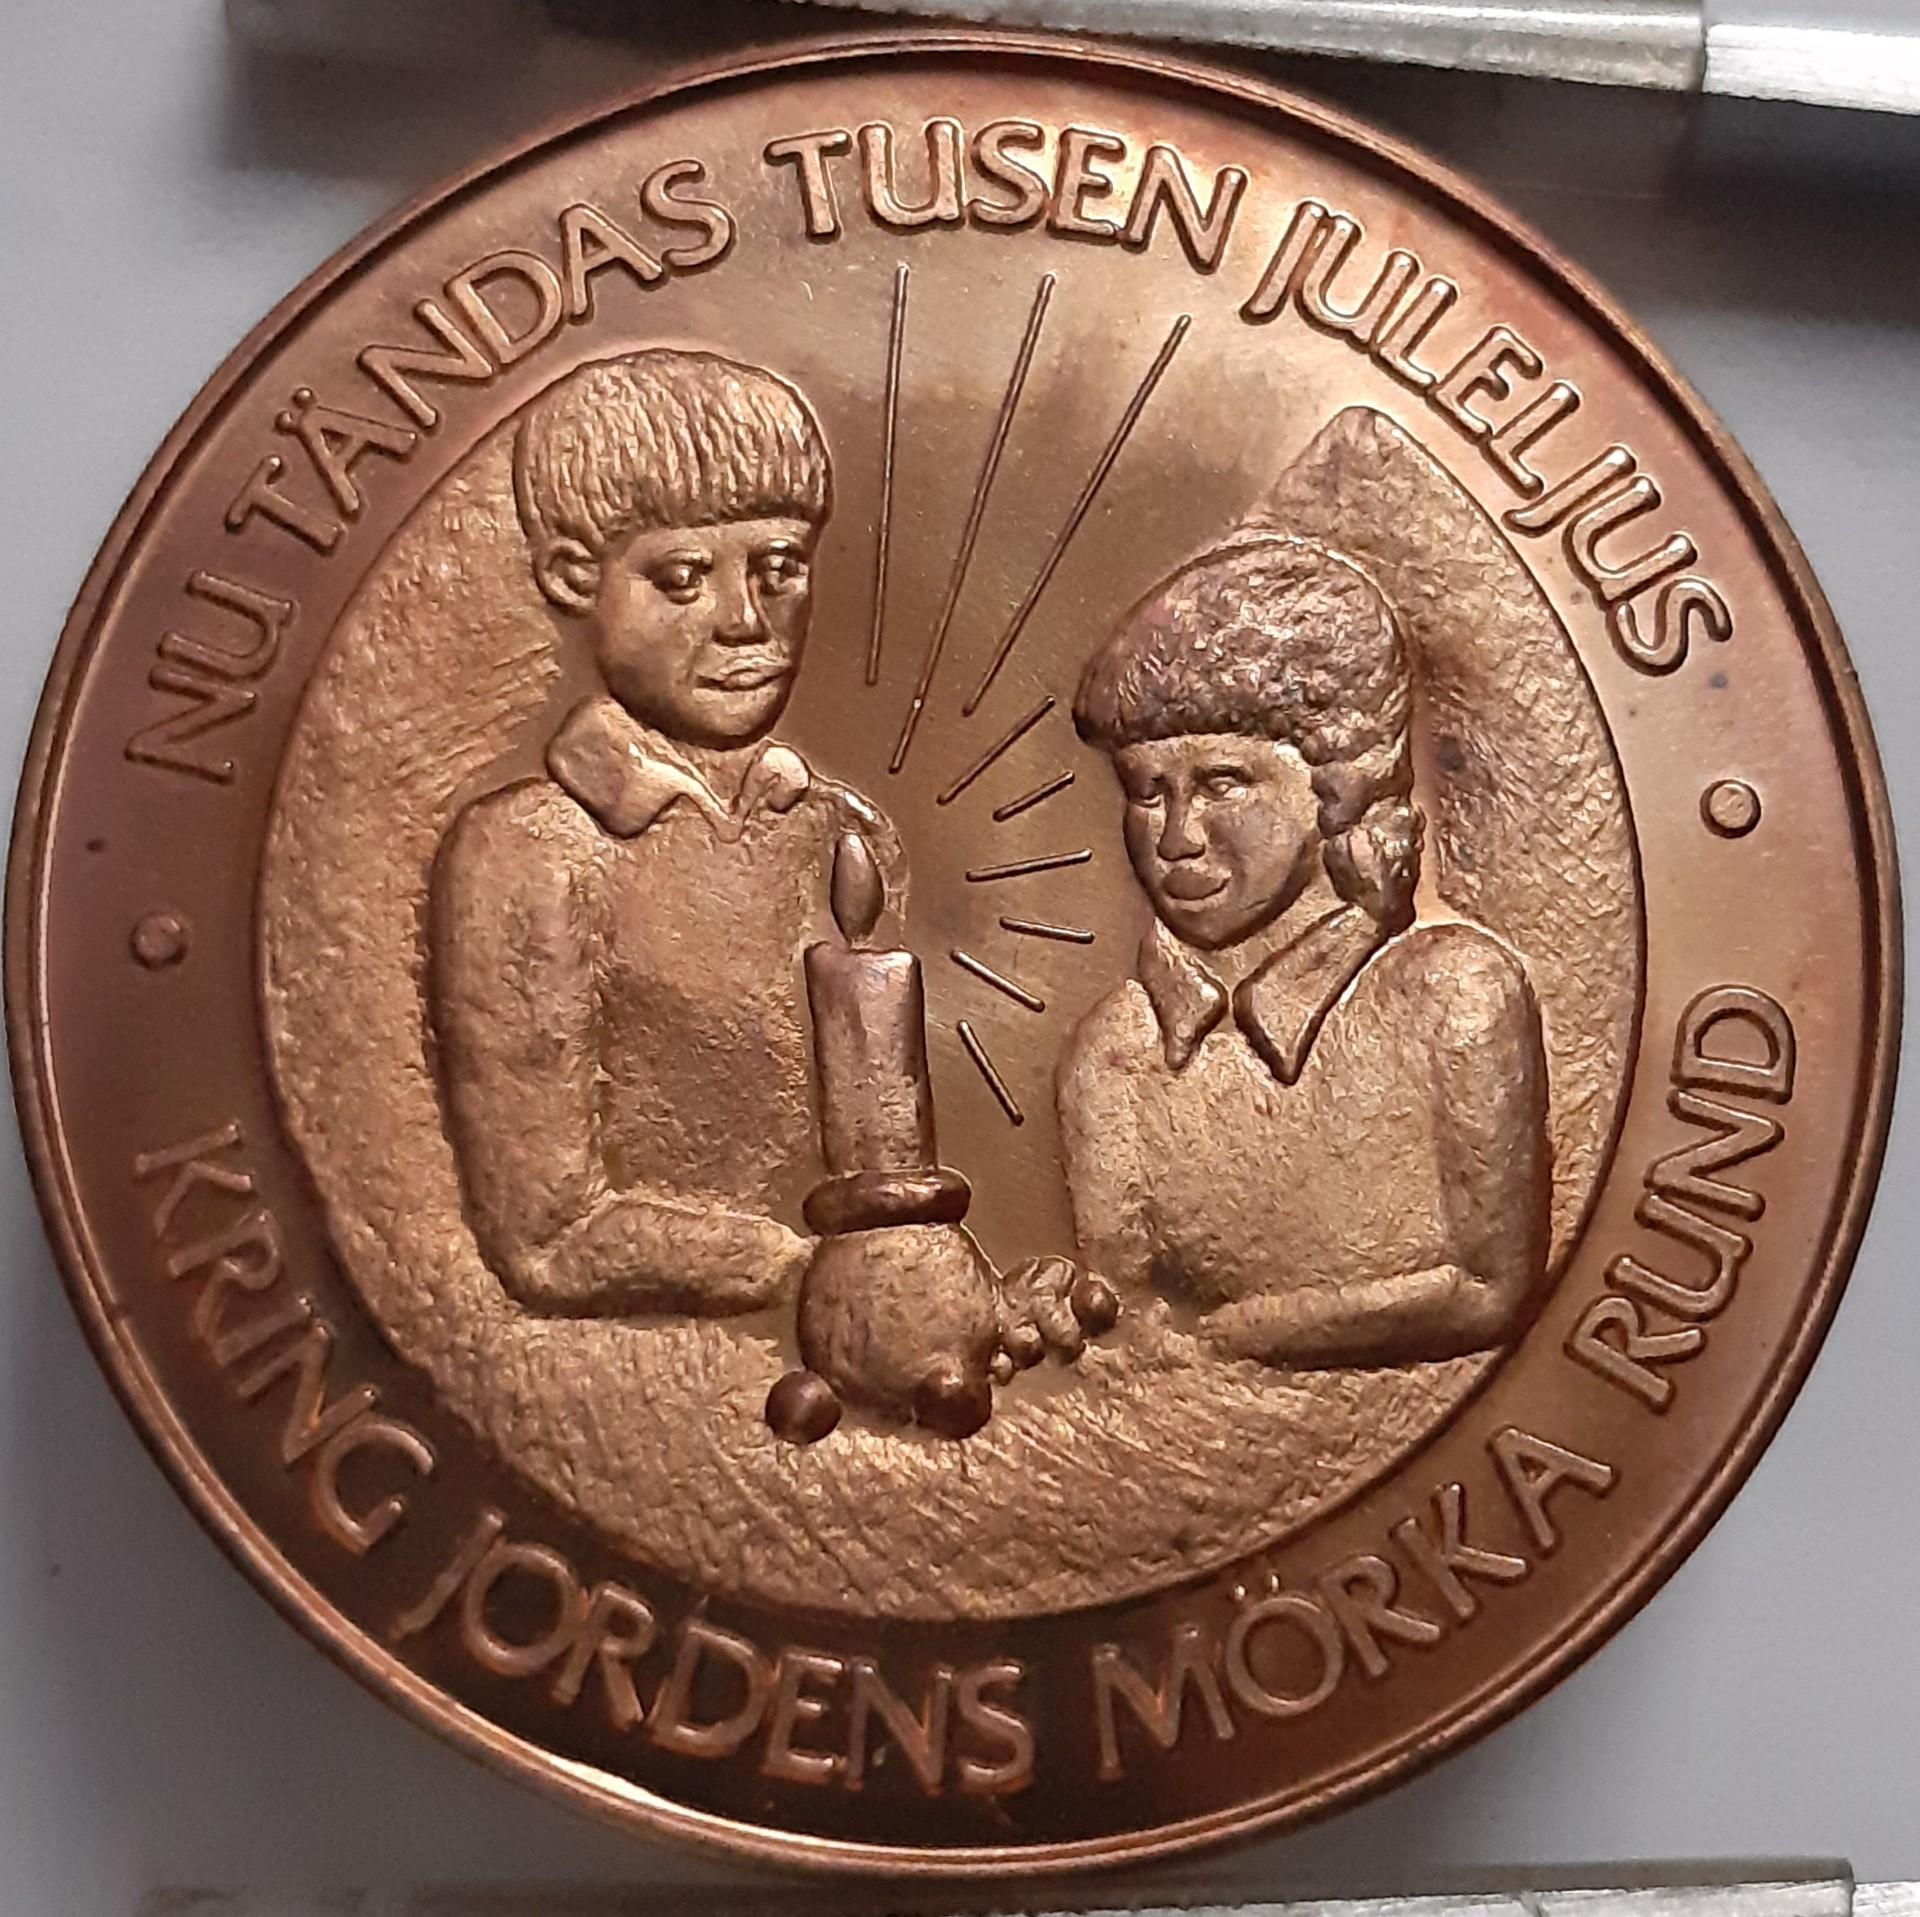 NU TÄNDAS TUSEN JULELJUS
KRING JORDENS MÖRKA RUND